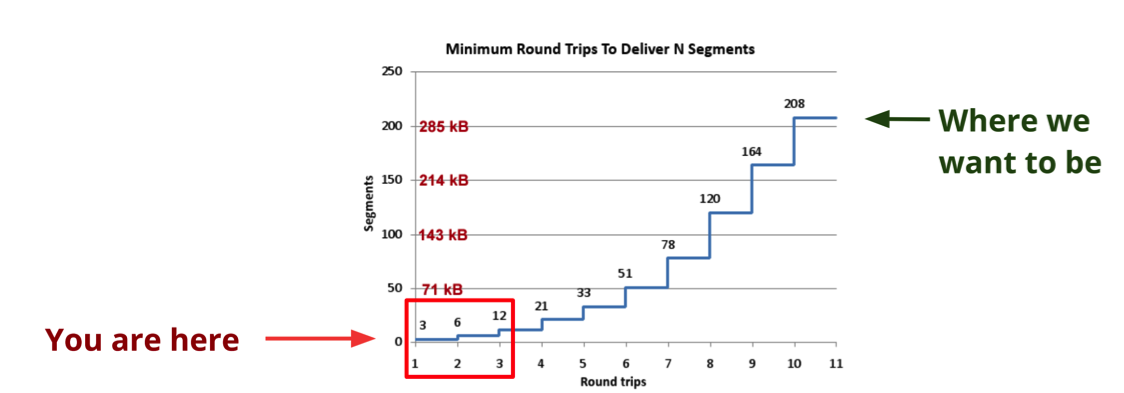 Minimum Round Trips To Deliver N Segments
250
200
150
100
50
0
Segments
285 kB
214 kB
143 kB
71 kB
3
6
12
21
33
51
78
120
164
208
1 2 3 4 5 6 7 8 9 10 11
Round trips
You are here
Where we
want to be